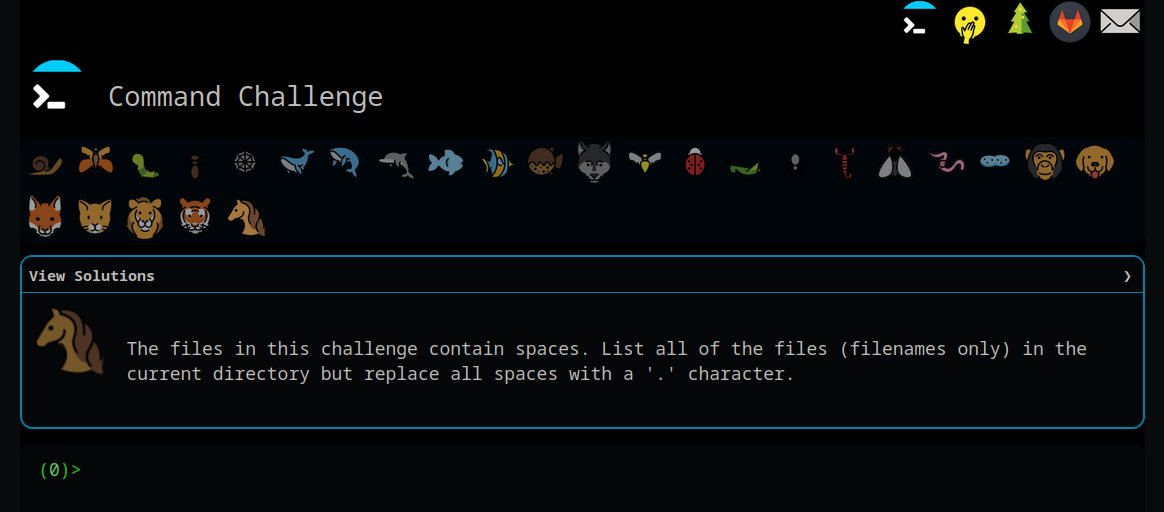 Command Challenge
View Solutions ❯
The files in this challenge contain spaces. List all of the files (filenames only) in the
current directory but replace all spaces with a '.' character.
(0)>